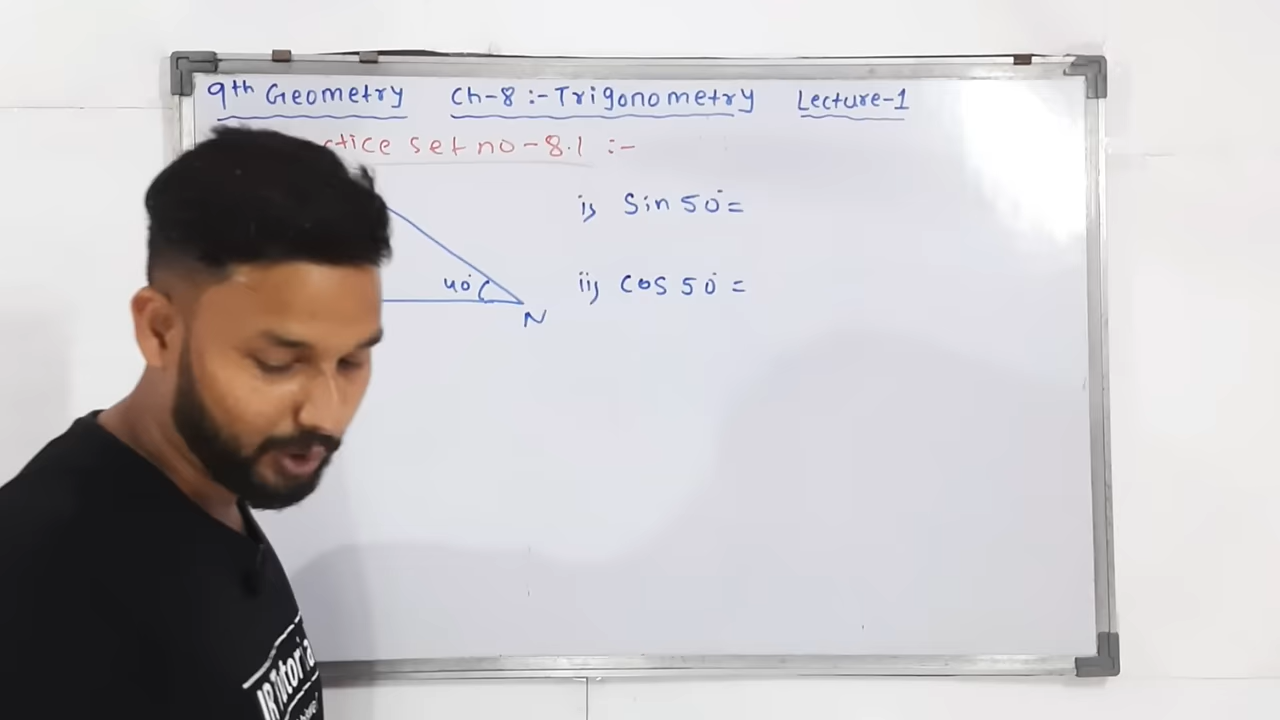 9th Geometry Ch-8 :- Trigonometry Lecture-1
ctice set no - 8.1 :-
i) Sin 50° =
40°
ii) cos 50° =
N